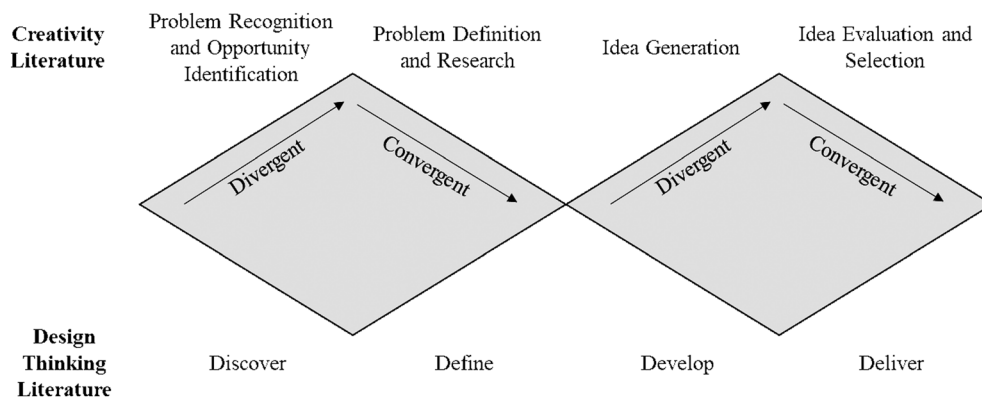 Creativity
Literature
Problem Recognition
and Opportunity
Identification
Problem Definition
and Research
Idea Generation
Idea Evaluation and
Selection
Divergent
Convergent
Divergent
Convergent
Design
Thinking
Literature
Discover
Define
Develop
Deliver